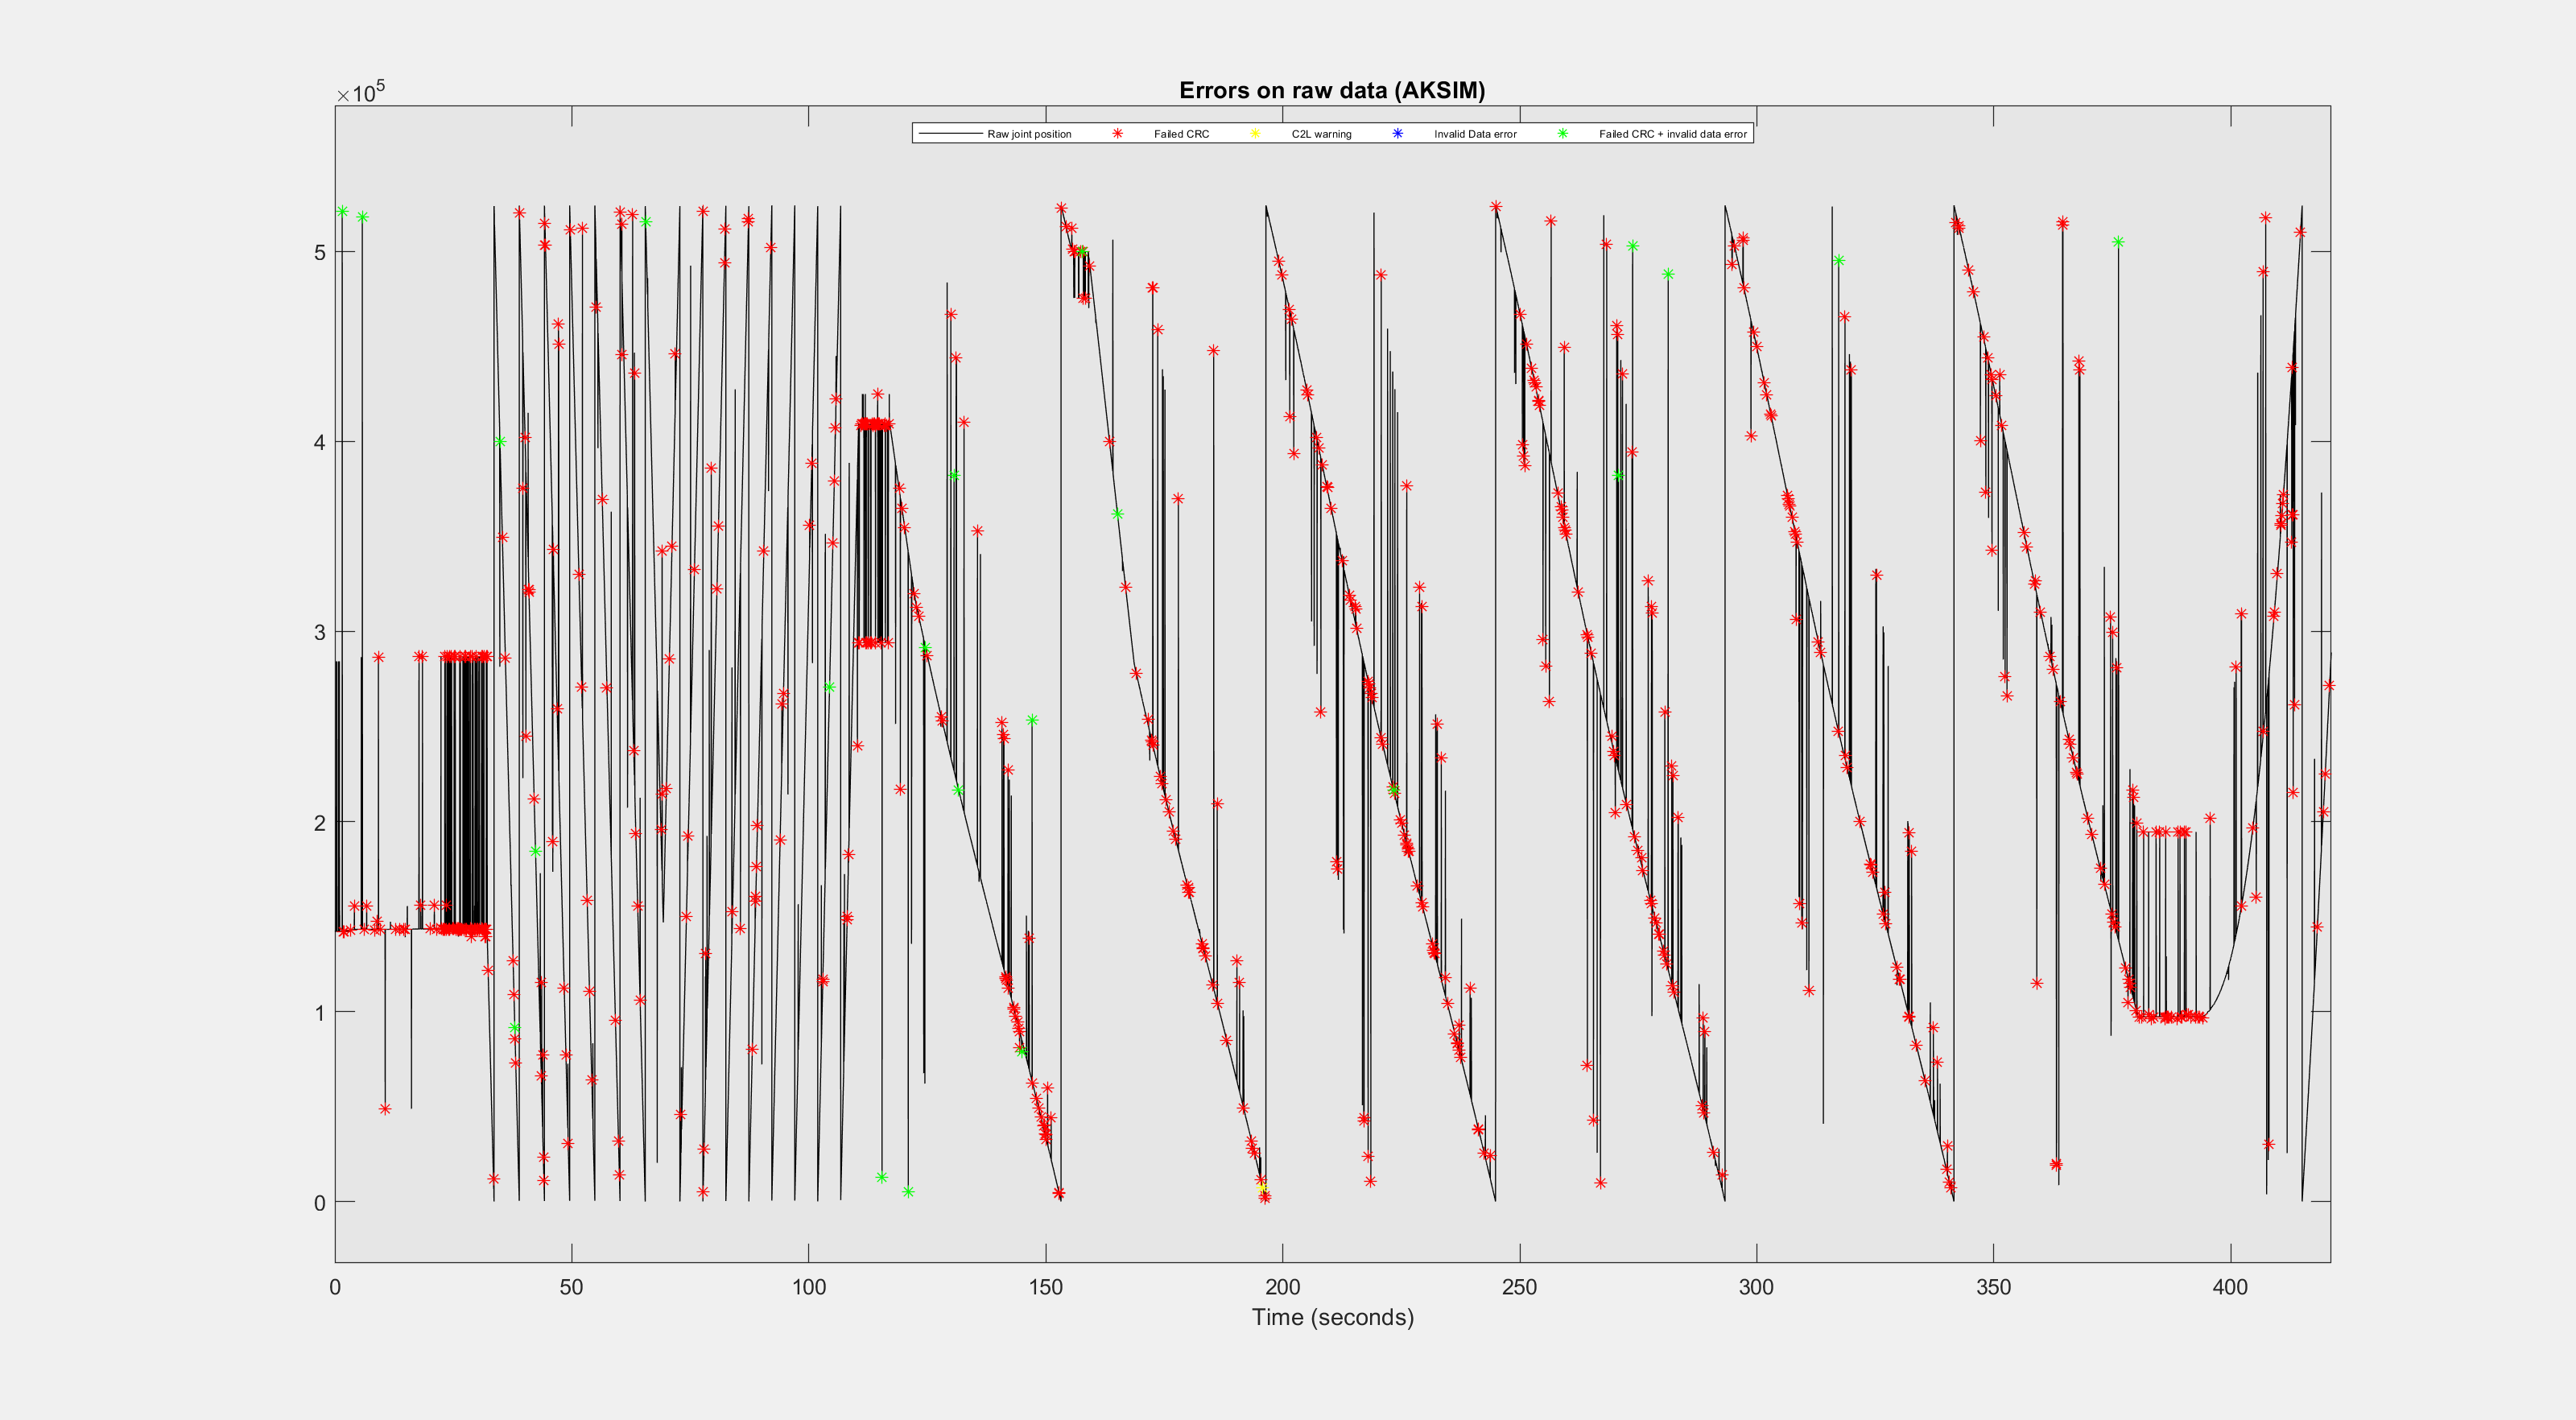 Errors on raw data (AKSIM)
×10^5
Raw joint position Failed CRC C2L warning Invalid Data error Failed CRC + invalid data error
5
4
3
2
1
0
0 50 100 150 200 250 300 350 400
Time (seconds)